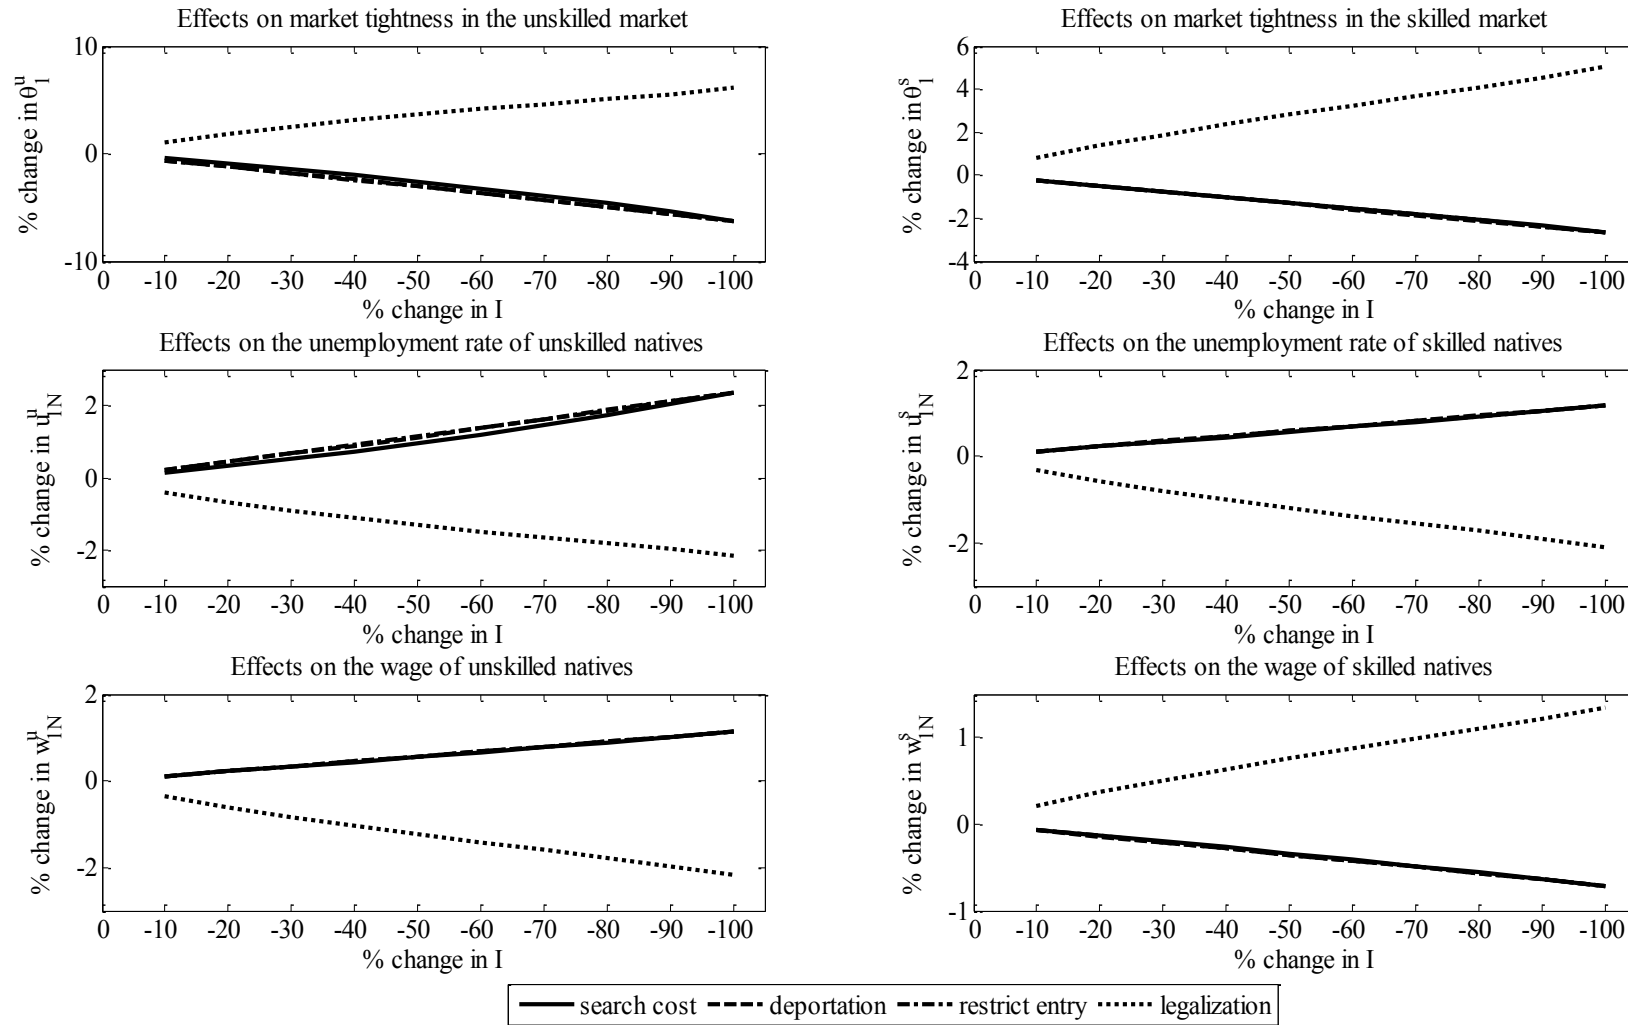 Effects on market tightness in the unskilled market
% change in θ₁ᵘ
10
0
-10
0 -10 -20 -30 -40 -50 -60 -70 -80 -90 -100
% change in I
Effects on market tightness in the skilled market
% change in θ₁ˢ
6
4
2
0
-2
-4
0 -10 -20 -30 -40 -50 -60 -70 -80 -90 -100
% change in I
Effects on the unemployment rate of unskilled natives
% change in u₁ₙᵘ
2
0
-2
0 -10 -20 -30 -40 -50 -60 -70 -80 -90 -100
% change in I
Effects on the unemployment rate of skilled natives
% change in u₁ₙˢ
2
0
-2
0 -10 -20 -30 -40 -50 -60 -70 -80 -90 -100
% change in I
Effects on the wage of unskilled natives
% change in w₁ₙᵘ
2
0
-2
0 -10 -20 -30 -40 -50 -60 -70 -80 -90 -100
% change in I
Effects on the wage of skilled natives
% change in w₁ₙˢ
1
0
-1
0 -10 -20 -30 -40 -50 -60 -70 -80 -90 -100
% change in I
search cost deportation restrict entry legalization